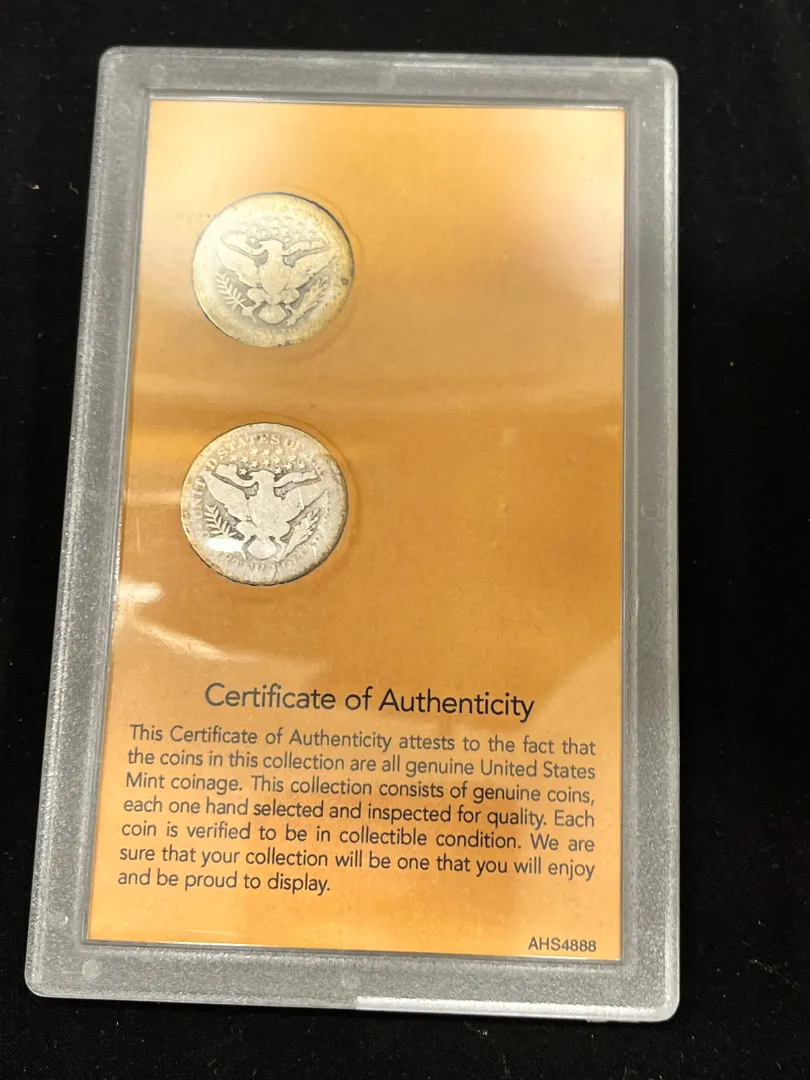 UNITED STATES OF
Certificate of Authenticity
This Certificate of Authenticity attests to the fact that
the coins in this collection are all genuine United States
Mint coinage. This collection consists of genuine coins,
each one hand selected and inspected for quality. Each
coin is verified to be in collectible condition. We are
sure that your collection will be one that you will enjoy
and be proud to display.
AHS4888